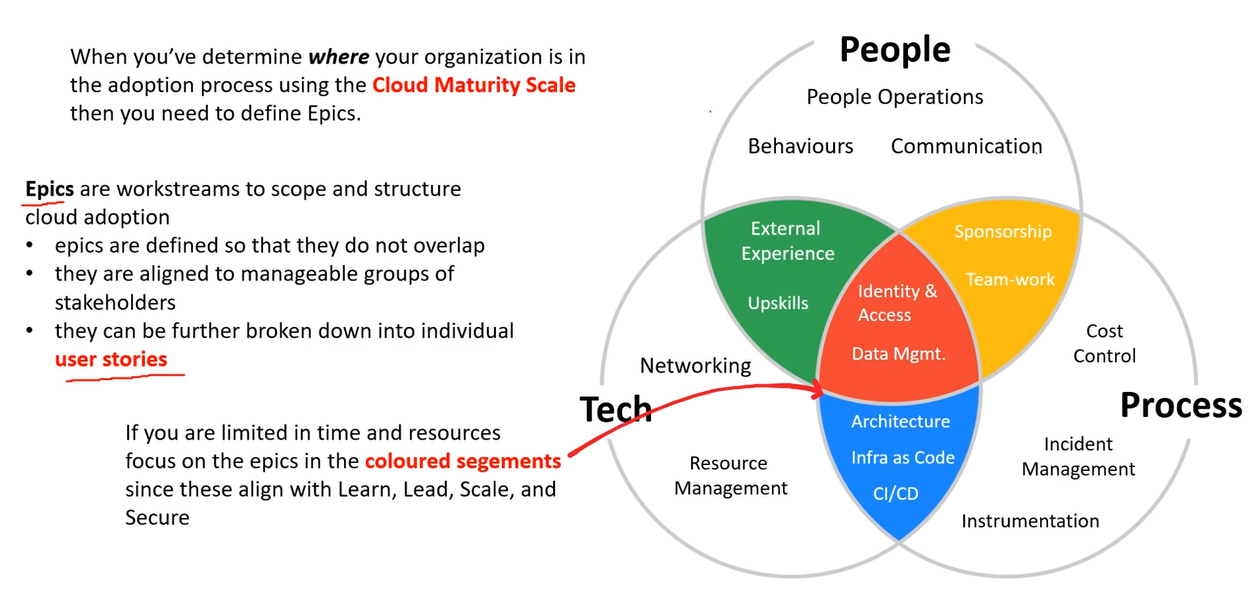 When you've determine where your organization is in
the adoption process using the Cloud Maturity Scale
then you need to define Epics.
Epics are workstreams to scope and structure
cloud adoption
• epics are defined so that they do not overlap
• they are aligned to manageable groups of
stakeholders
• they can be further broken down into individual
user stories
If you are limited in time and resources
focus on the epics in the coloured segements
since these align with Learn, Lead, Scale, and
Secure
People
People Operations
Behaviours
Communication
External
Experience
Upskills
Sponsorship
Team-work
Identity &
Access
Data Mgmt.
Networking
Tech
Resource
Management
Architecture
Infra as Code
CI/CD
Cost
Control
Process
Incident
Management
Instrumentation